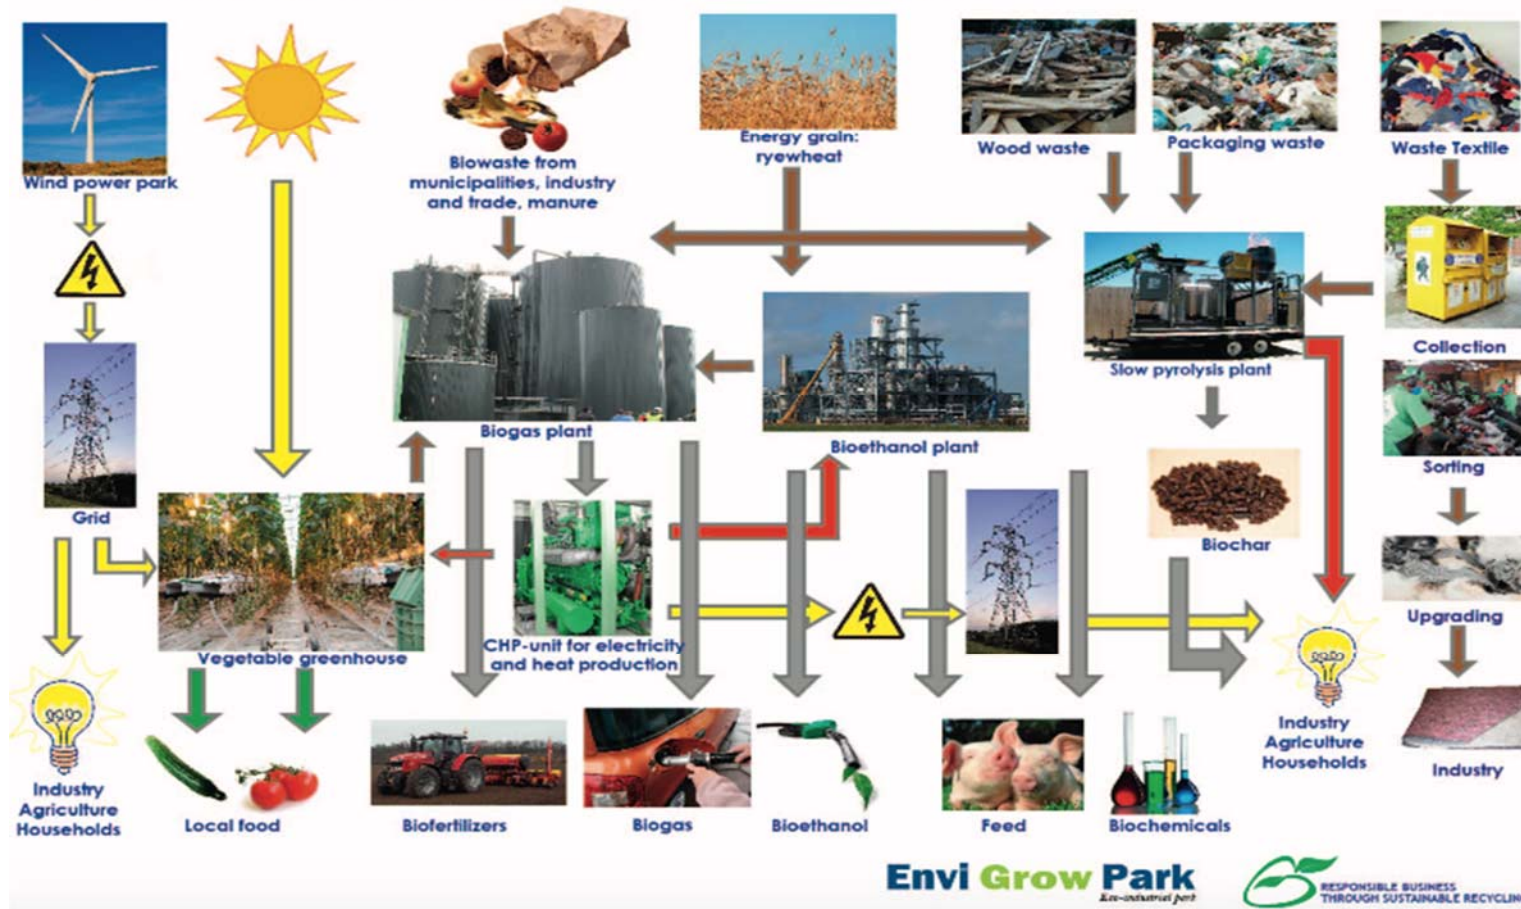 Wind power park
Biowaste from
municipalities, industry
and trade, manure
Energy grain:
ryewheat
Wood waste
Packaging waste
Waste Textile
Collection
Slow pyrolysis plant
Biogas plant
Bioethanol plant
Sorting
Grid
Biochar
Upgrading
Vegetable greenhouse
CHP-unit for electricity
and heat production
Industry
Agriculture
Households
Industry
Industry
Agriculture
Households
Local food
Biofertilizers
Biogas
Bioethanol
Feed
Biochemicals
Envi Grow Park
Eco-industrial park
RESPONSIBLE BUSINESS
THROUGH SUSTAINABLE RECYCLIN